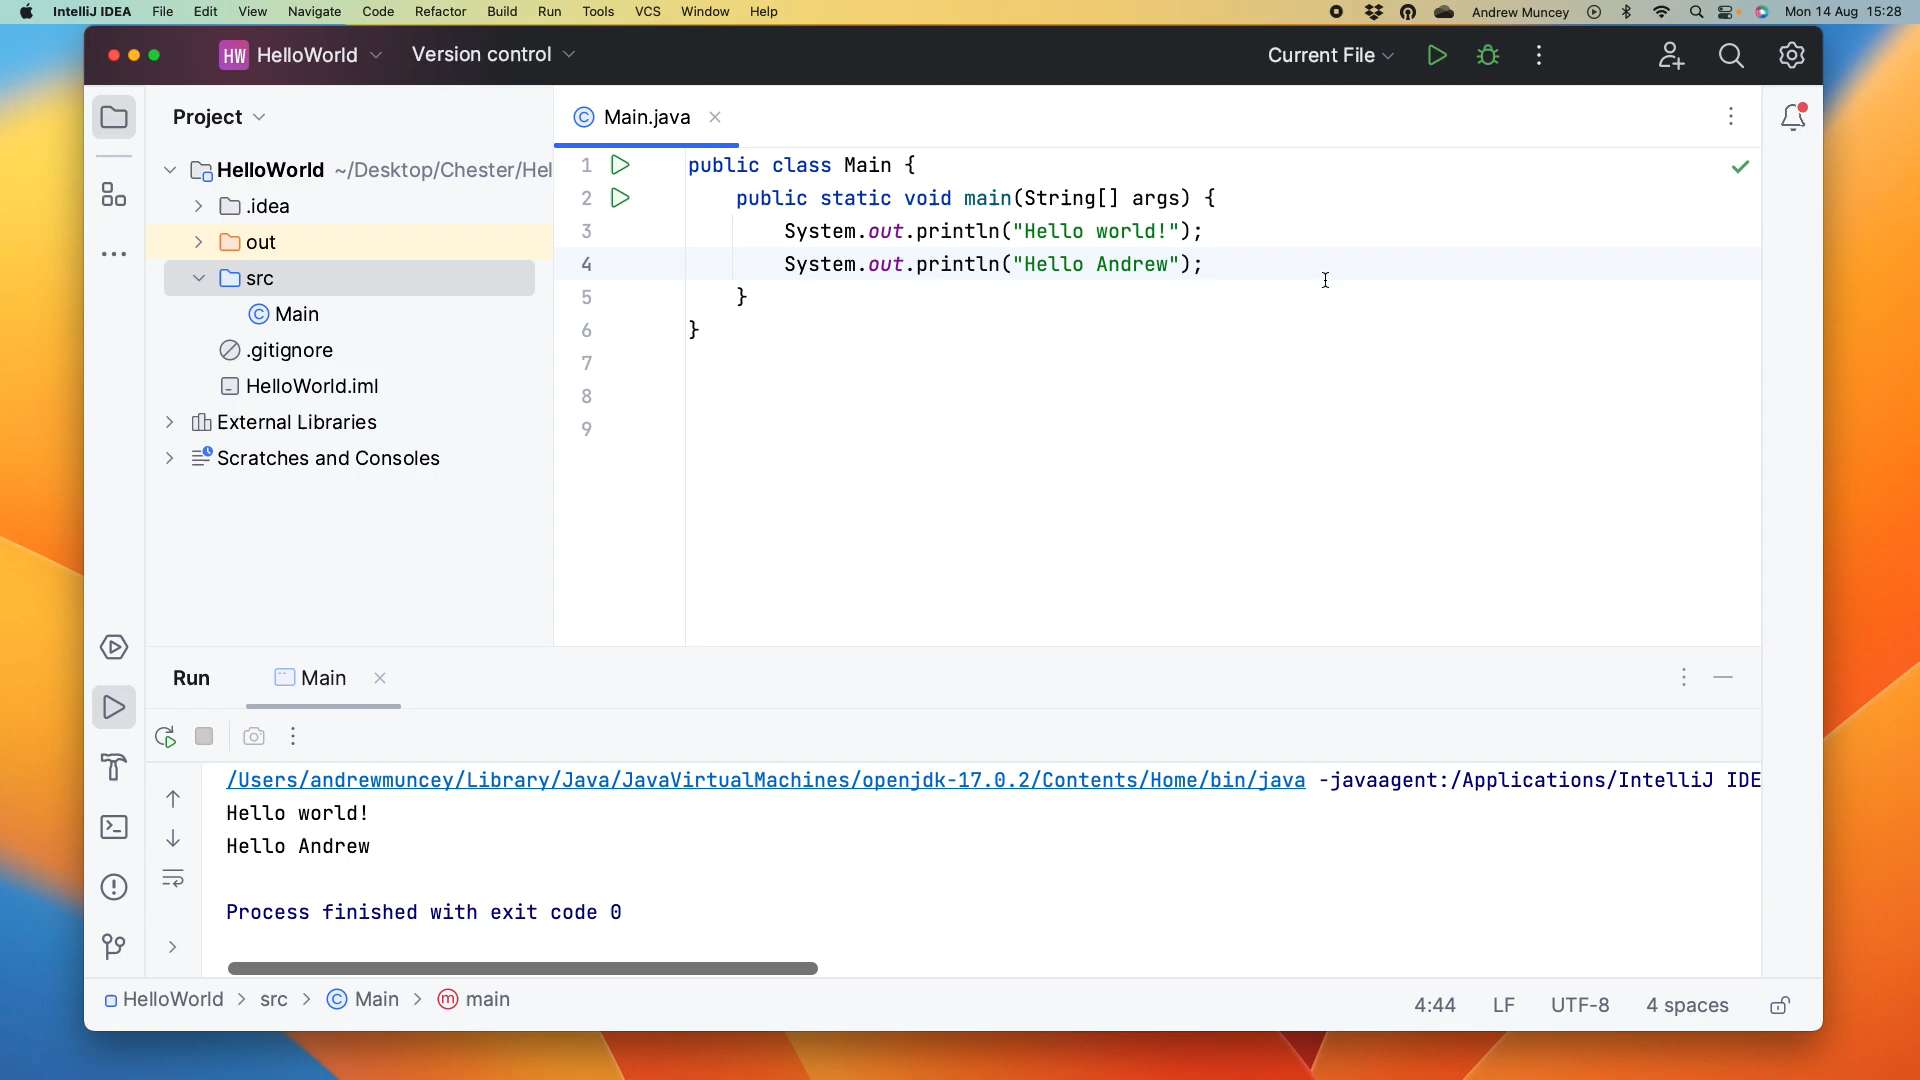 IntelliJ IDEA File Edit View Navigate Code Refactor Build Run Tools VCS Window Help Andrew Muncey Mon 14 Aug 15:28
HW HelloWorld Version control Current File
Project
Main.java
HelloWorld ~/Desktop/Chester/Hel
.idea
out
src
Main
.gitignore
HelloWorld.iml
External Libraries
Scratches and Consoles
1 public class Main {
2 public static void main(String[] args) {
3 System.out.println("Hello world!");
4 System.out.println("Hello Andrew");
5 }
6 }
7
8
9
Run Main
/Users/andrewmuncey/Library/Java/JavaVirtualMachines/openjdk-17.0.2/Contents/Home/bin/java -javaagent:/Applications/IntelliJ IDE
Hello world!
Hello Andrew
Process finished with exit code 0
HelloWorld > src > Main > main 4:44 LF UTF-8 4 spaces